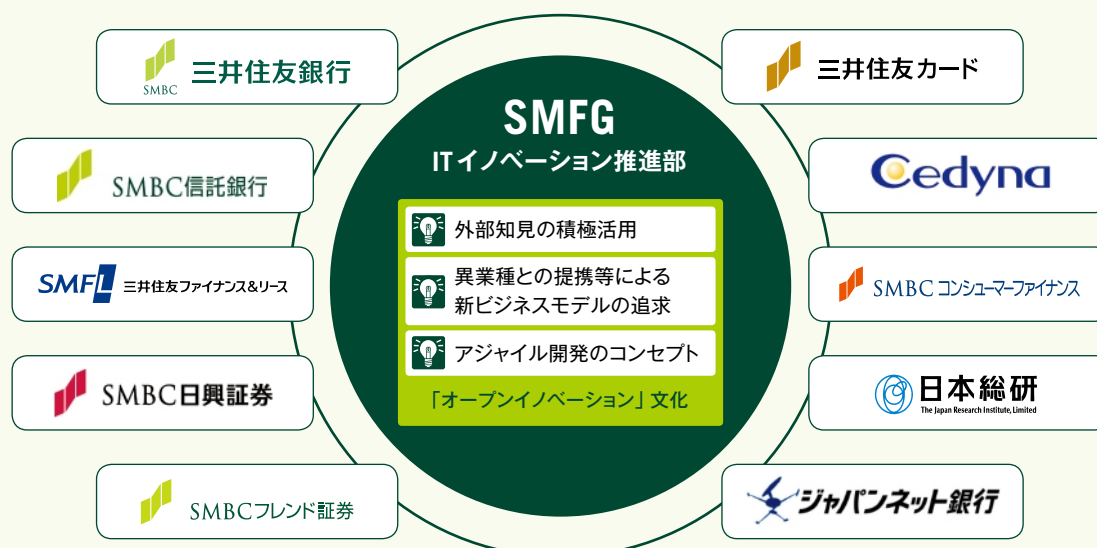 SMBC
三井住友銀行
SMBC信託銀行
SMFL 三井住友ファイナンス&リース
SMBC日興証券
SMBCフレンド証券
SMFG
ITイノベーション推進部
外部知見の積極活用
異業種との提携等による
新ビジネスモデルの追求
アジャイル開発のコンセプト
「オープンイノベーション」文化
三井住友カード
Cedyna
SMBCコンシューマーファイナンス
日本総研
The Japan Research Institute, Limited
ジャパンネット銀行